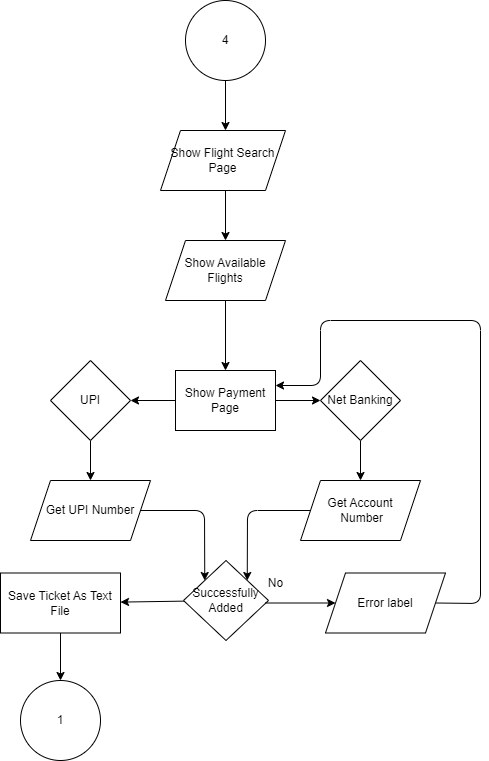 4
Show Flight Search
Page
Show Available
Flights
UPI
Show Payment
Page
Net Banking
Get UPI Number
Get Account
Number
Successfully
Added
No
Save Ticket As Text
File
Error label
1